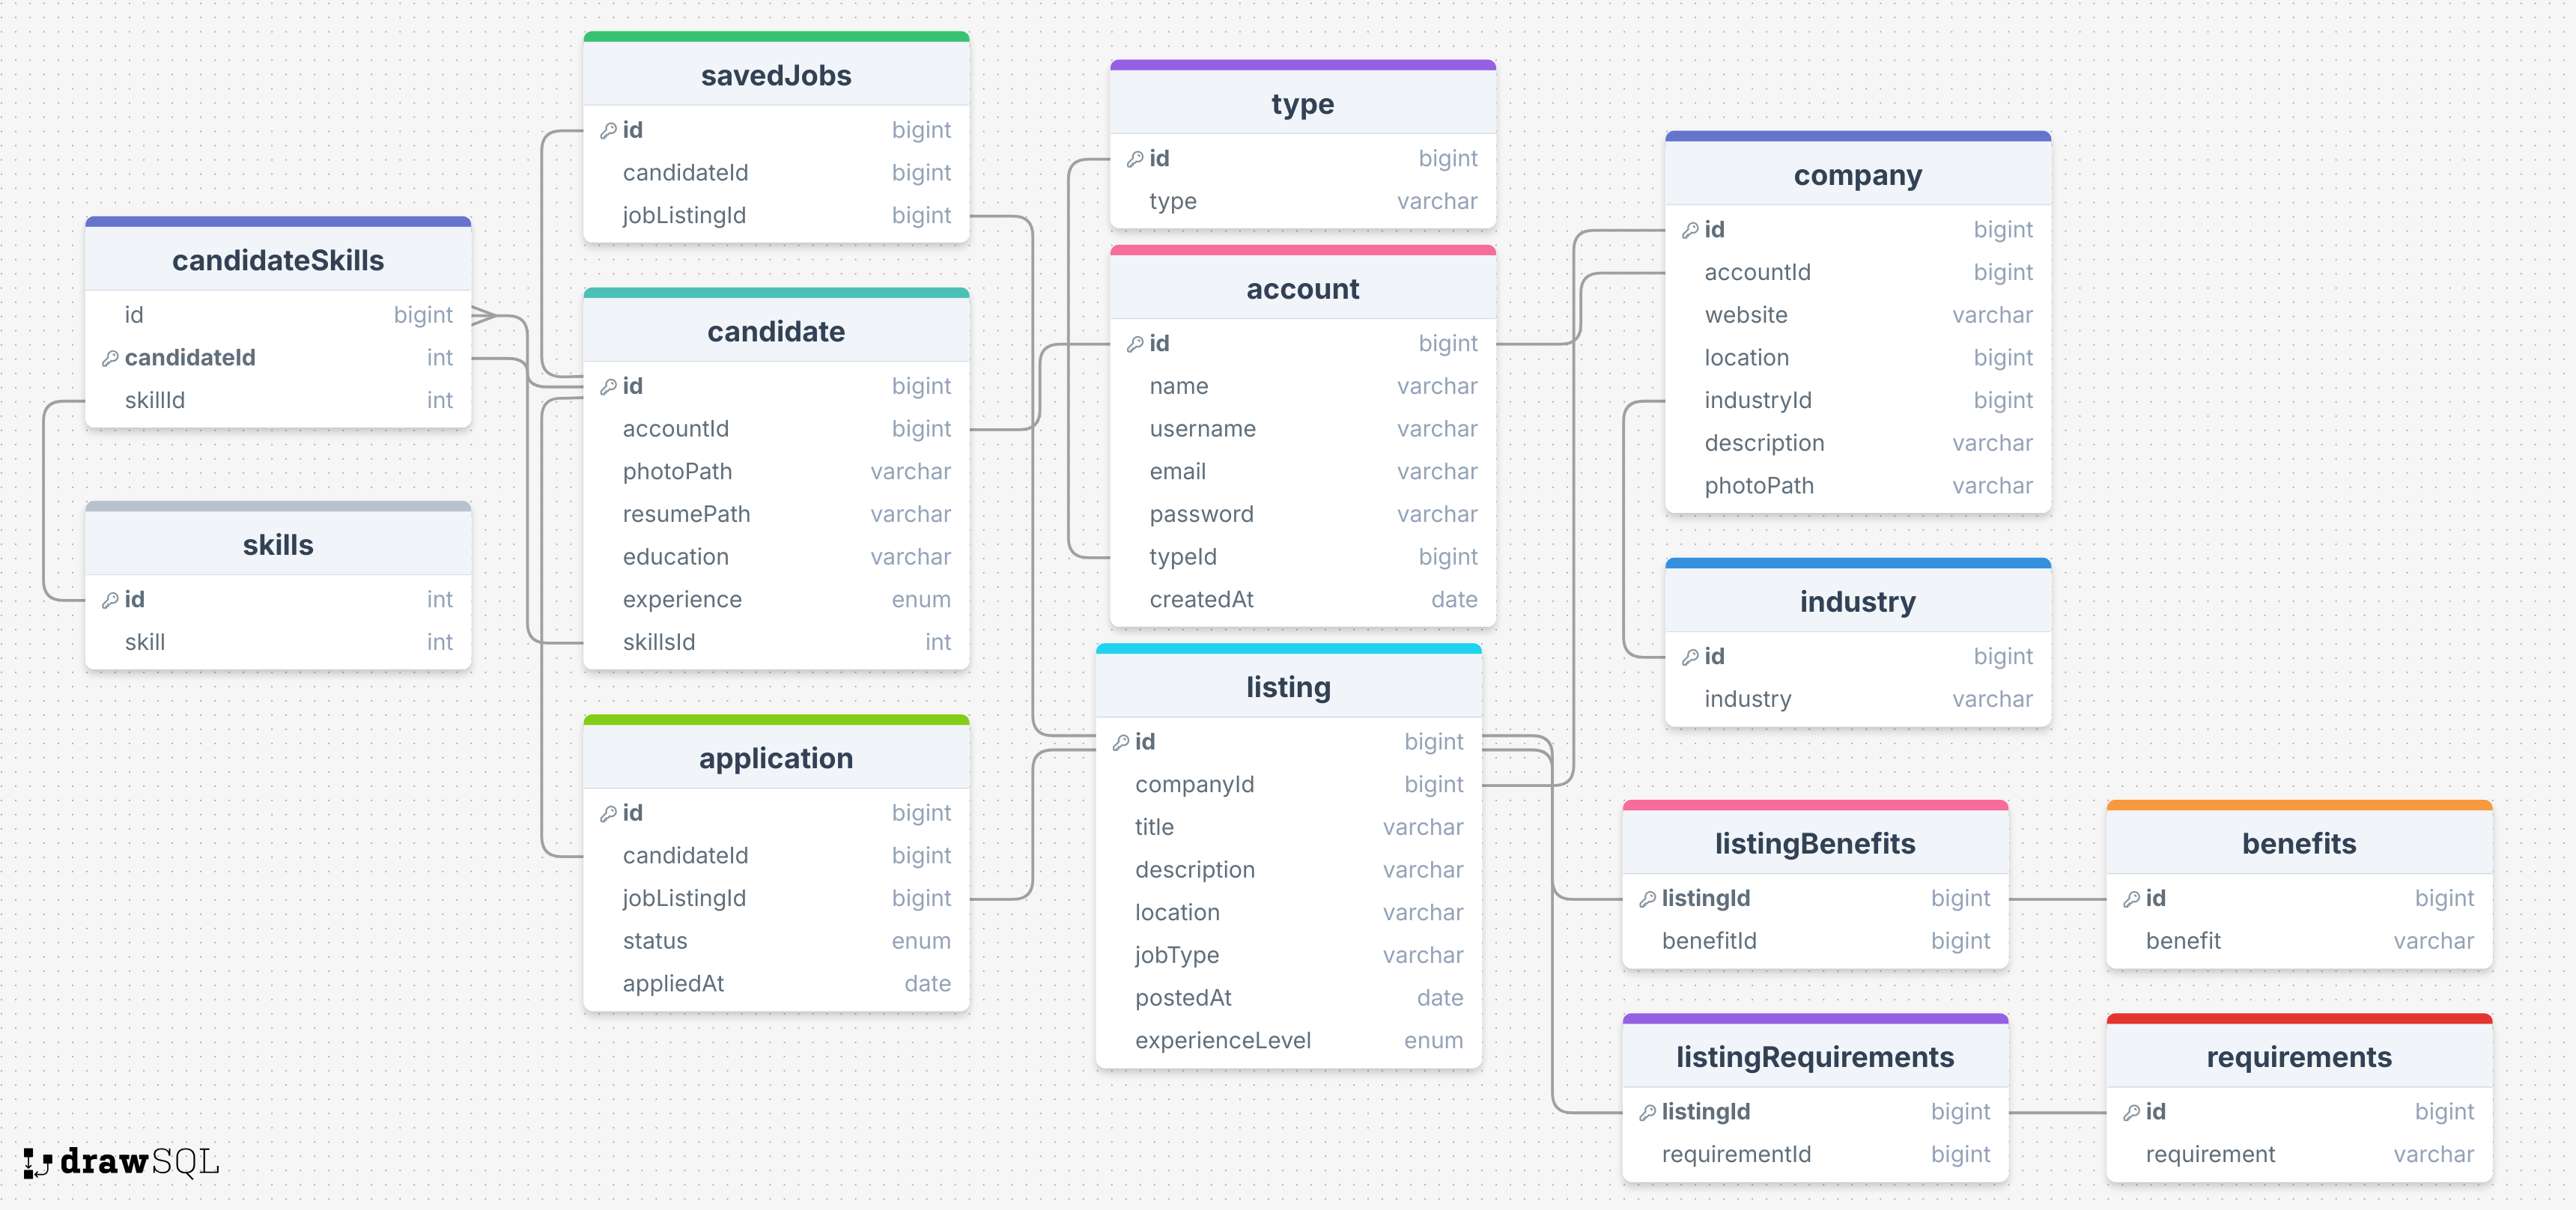 savedJobs
id bigint
candidateId bigint
jobListingId bigint
type
id bigint
type varchar
company
id bigint
accountId bigint
website varchar
location bigint
industryId bigint
description varchar
photoPath varchar
candidateSkills
id bigint
candidateId int
skillId int
candidate
id bigint
accountId bigint
photoPath varchar
resumePath varchar
education varchar
experience enum
skillsId int
account
id bigint
name varchar
username varchar
email varchar
password varchar
typeId bigint
createdAt date
skills
id int
skill int
industry
id bigint
industry varchar
application
id bigint
candidateId bigint
jobListingId bigint
status enum
appliedAt date
listing
id bigint
companyId bigint
title varchar
description varchar
location varchar
jobType varchar
postedAt date
experienceLevel enum
listingBenefits
listingId bigint
benefitId bigint
benefits
id bigint
benefit varchar
listingRequirements
listingId bigint
requirementId bigint
requirements
id bigint
requirement varchar
drawSQL